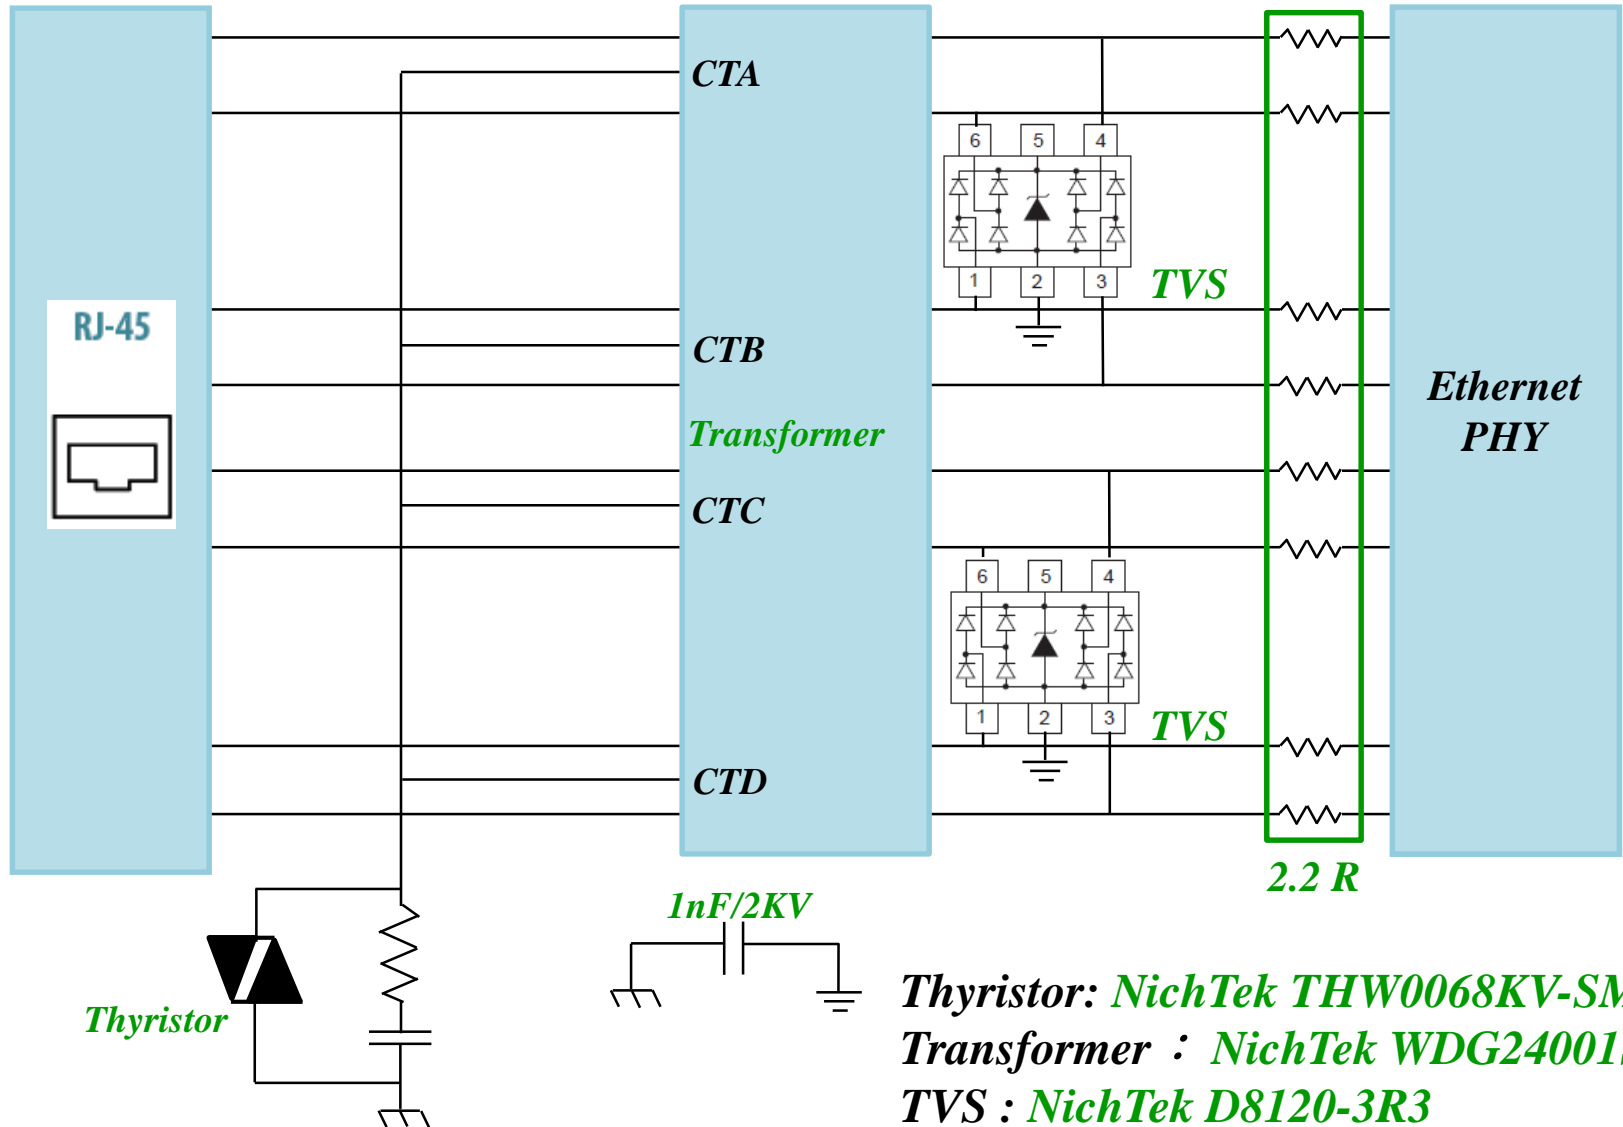 CTA
6 5 4
1 2 3
TVS
RJ-45
CTB
Ethernet
PHY
Transformer
CTC
6 5 4
1 2 3
TVS
CTD
2.2 R
1nF/2KV
Thyristor
Thyristor: NichTek THW0068KV-SM
Transformer : NichTek WDG24001
TVS : NichTek D8120-3R3